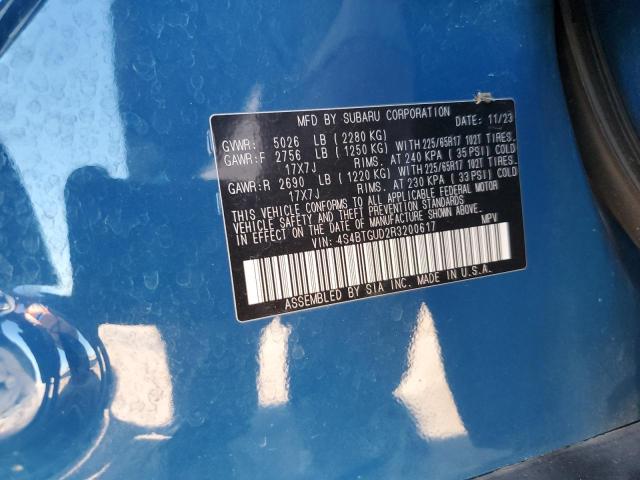 MFD BY SUBARU CORPORATION DATE: 11/23
GVWR: 5026 LB (2280 KG)
GAWR:F 2756 LB (1250 KG) WITH 225/65R17 102T TIRES,
17X7J RIMS, AT 240 KPA ( 35 PSI) COLD
GAWR:R 2690 LB (1220 KG) WITH 225/65R17 102T TIRES,
17X7J RIMS, AT 230 KPA ( 33 PSI) COLD
THIS VEHICLE CONFORMS TO ALL APPLICABLE FEDERAL MOTOR
VEHICLE SAFETY AND THEFT PREVENTION STANDARDS
IN EFFECT ON THE DATE OF MANUFACTURE SHOWN ABOVE.
VIN: 4S4BTGUD2R3200617 MPV
ASSEMBLED BY SIA INC. MADE IN U.S.A.